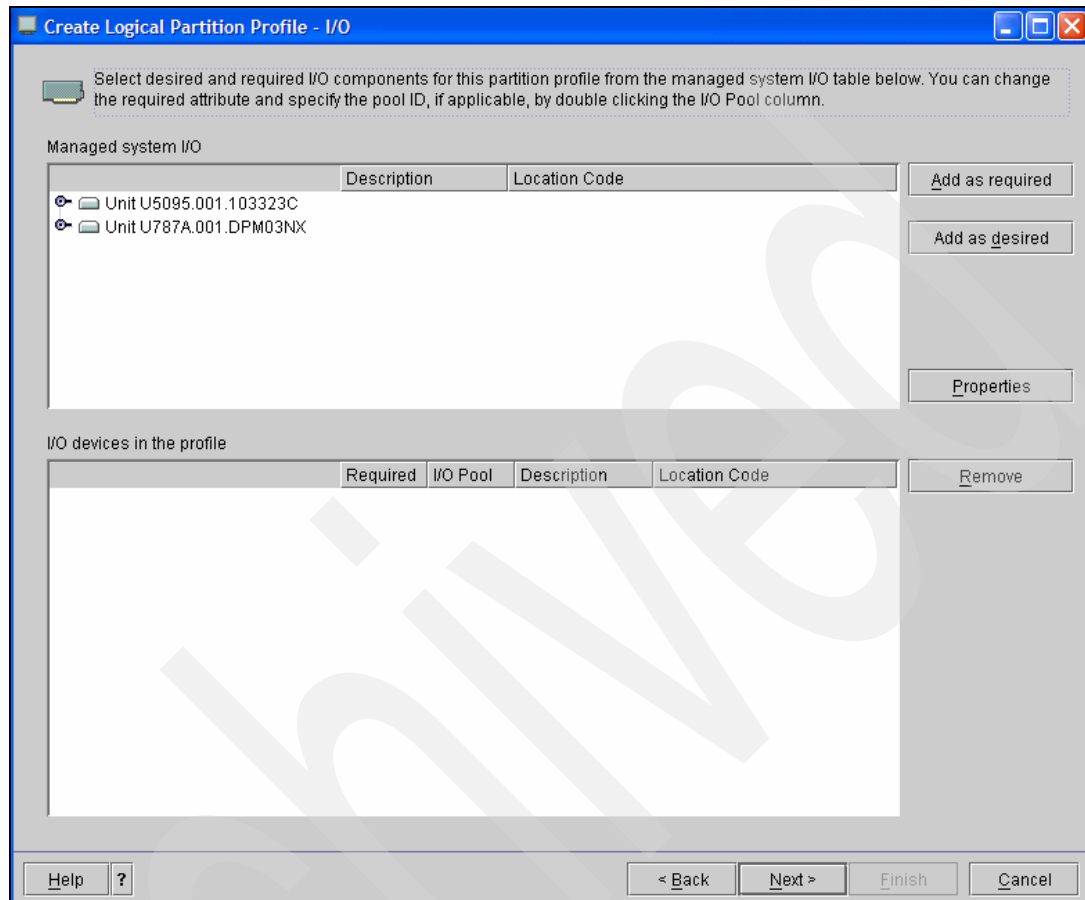 Create Logical Partition Profile - I/O
Select desired and required I/O components for this partition profile from the managed system I/O table below. You can change
the required attribute and specify the pool ID, if applicable, by double clicking the I/O Pool column.
Managed system I/O
Description Location Code
Add as required
Unit U5095.001.103323C
Unit U787A.001.DPM03NX
Add as desired
Properties
I/O devices in the profile
Required I/O Pool Description Location Code
Remove
Help ? < Back Next > Finish Cancel